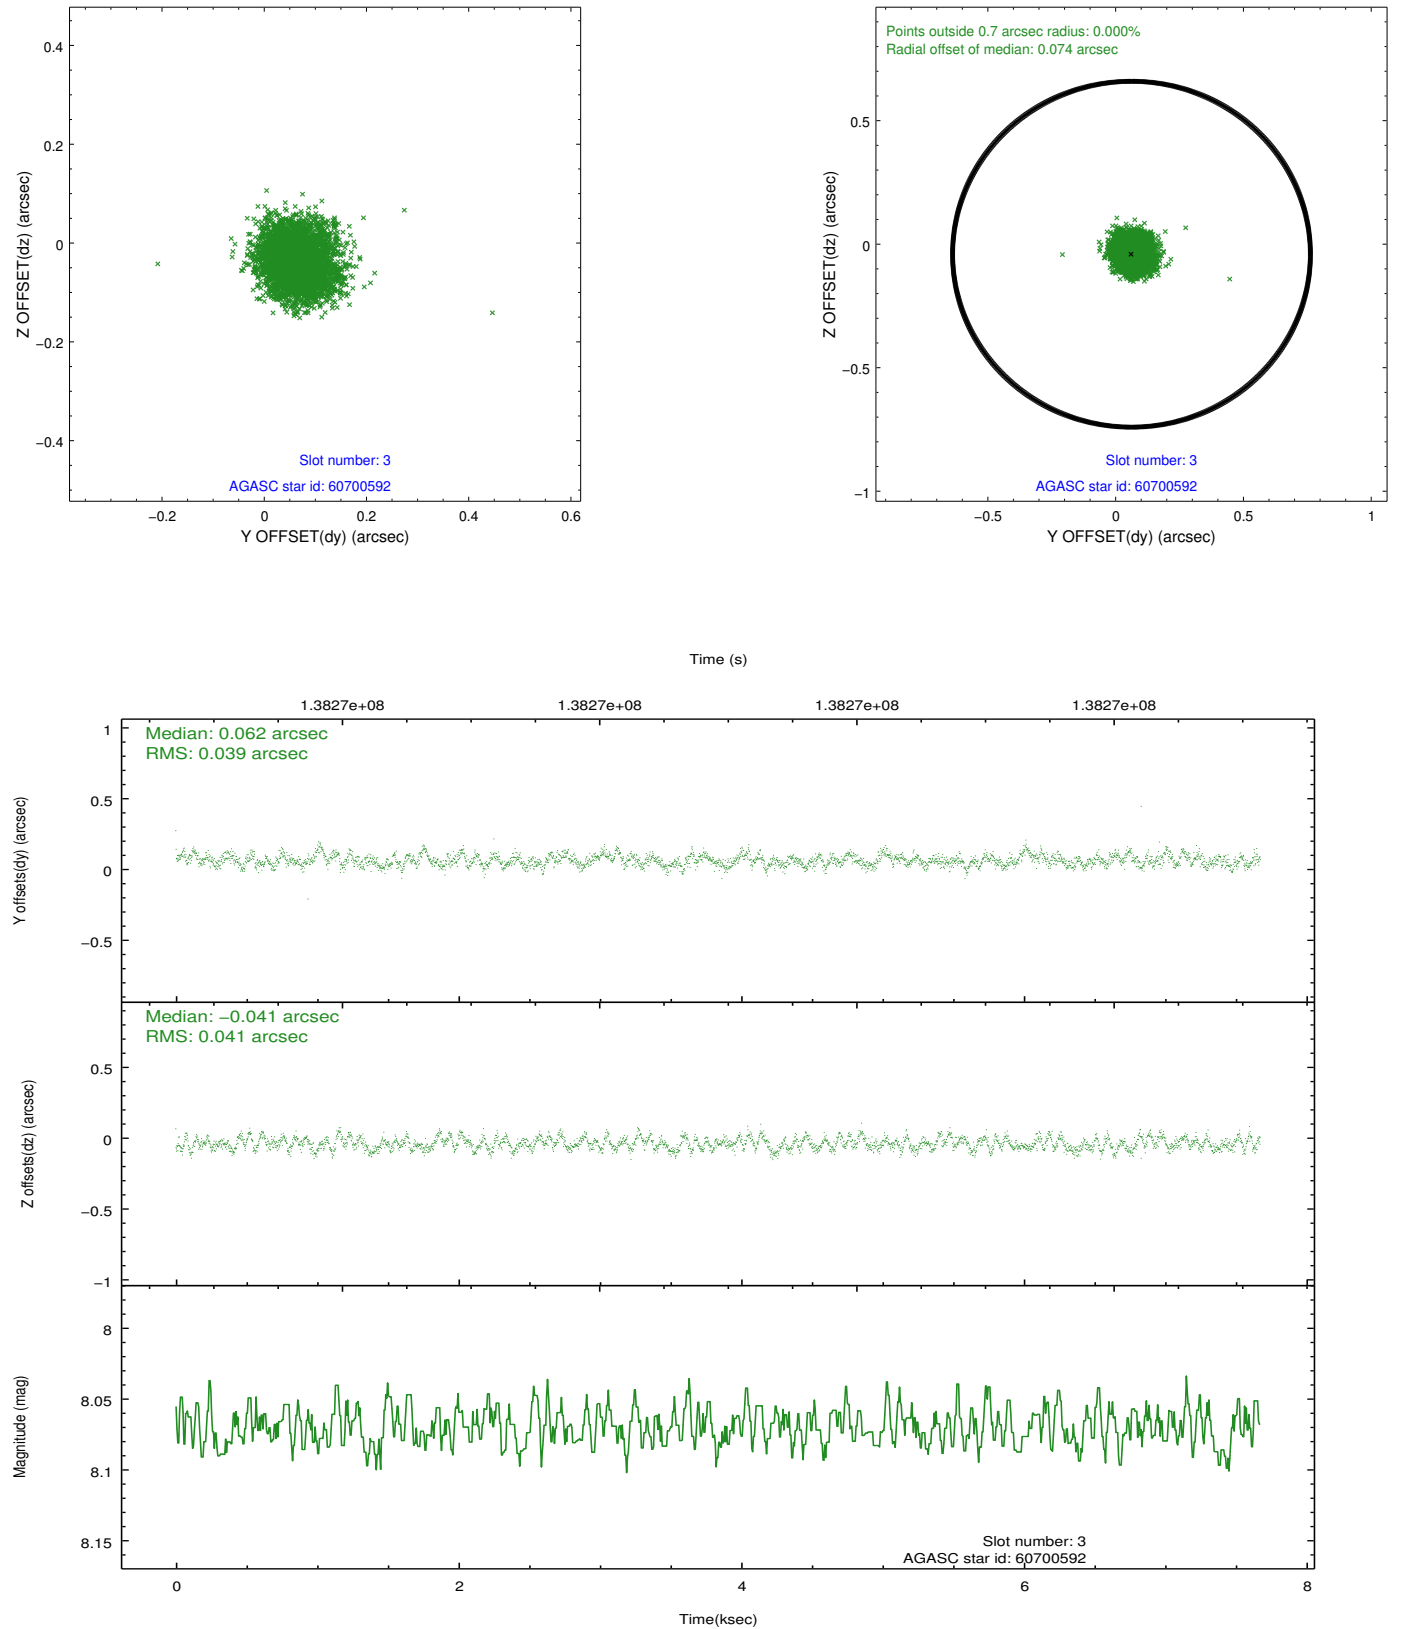 0.4
0.2
0
−0.2
−0.4
Z OFFSET(dz) (arcsec)
Slot number: 3
AGASC star id: 60700592
−0.2 0 0.2 0.4 0.6
Y OFFSET(dy) (arcsec)
Points outside 0.7 arcsec radius: 0.000%
Radial offset of median: 0.074 arcsec
0.5
0
−0.5
−1
Z OFFSET(dz) (arcsec)
Slot number: 3
AGASC star id: 60700592
−0.5 0 0.5 1
Y OFFSET(dy) (arcsec)
Time (s)
1.3827e+08 1.3827e+08 1.3827e+08 1.3827e+08
Median: 0.062 arcsec
RMS: 0.039 arcsec
1
0.5
0
−0.5
Y offsets(dy) (arcsec)
Median: −0.041 arcsec
RMS: 0.041 arcsec
0.5
0
−0.5
−1
Z offsets(dz) (arcsec)
8
8.05
8.1
8.15
Magnitude (mag)
Slot number: 3
AGASC star id: 60700592
0 2 4 6 8
Time(ksec)